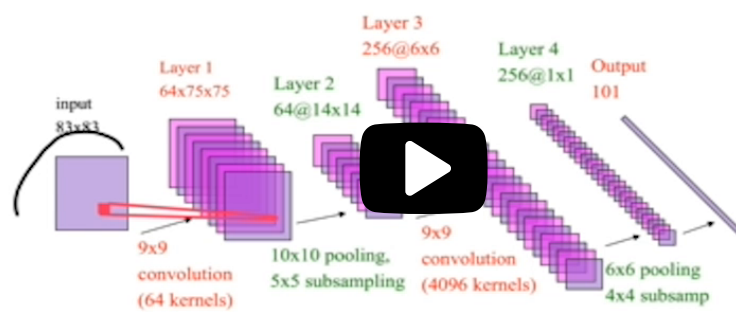 input
83x83
Layer 1
64x75x75
Layer 2
64@14x14
Layer 3
256@6x6
Layer 4
256@1x1
Output
101
9x9
convolution
(64 kernels)
10x10 pooling,
5x5 subsampling
9x9
convolution
(4096 kernels)
6x6 pooling
4x4 subsamp